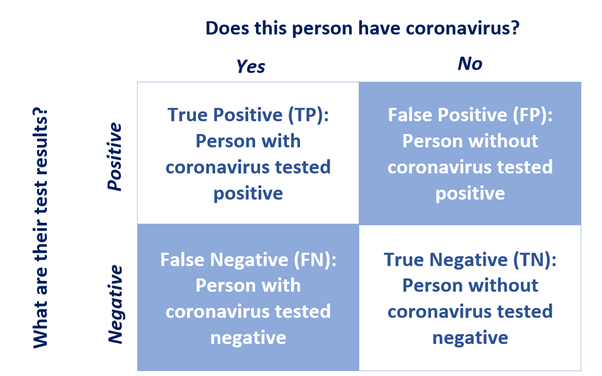 Does this person have coronavirus?
Yes
No
What are their test results?
Positive
True Positive (TP):
Person with
coronavirus tested
positive
False Positive (FP):
Person without
coronavirus tested
positive
Negative
False Negative (FN):
Person with
coronavirus tested
negative
True Negative (TN):
Person without
coronavirus tested
negative